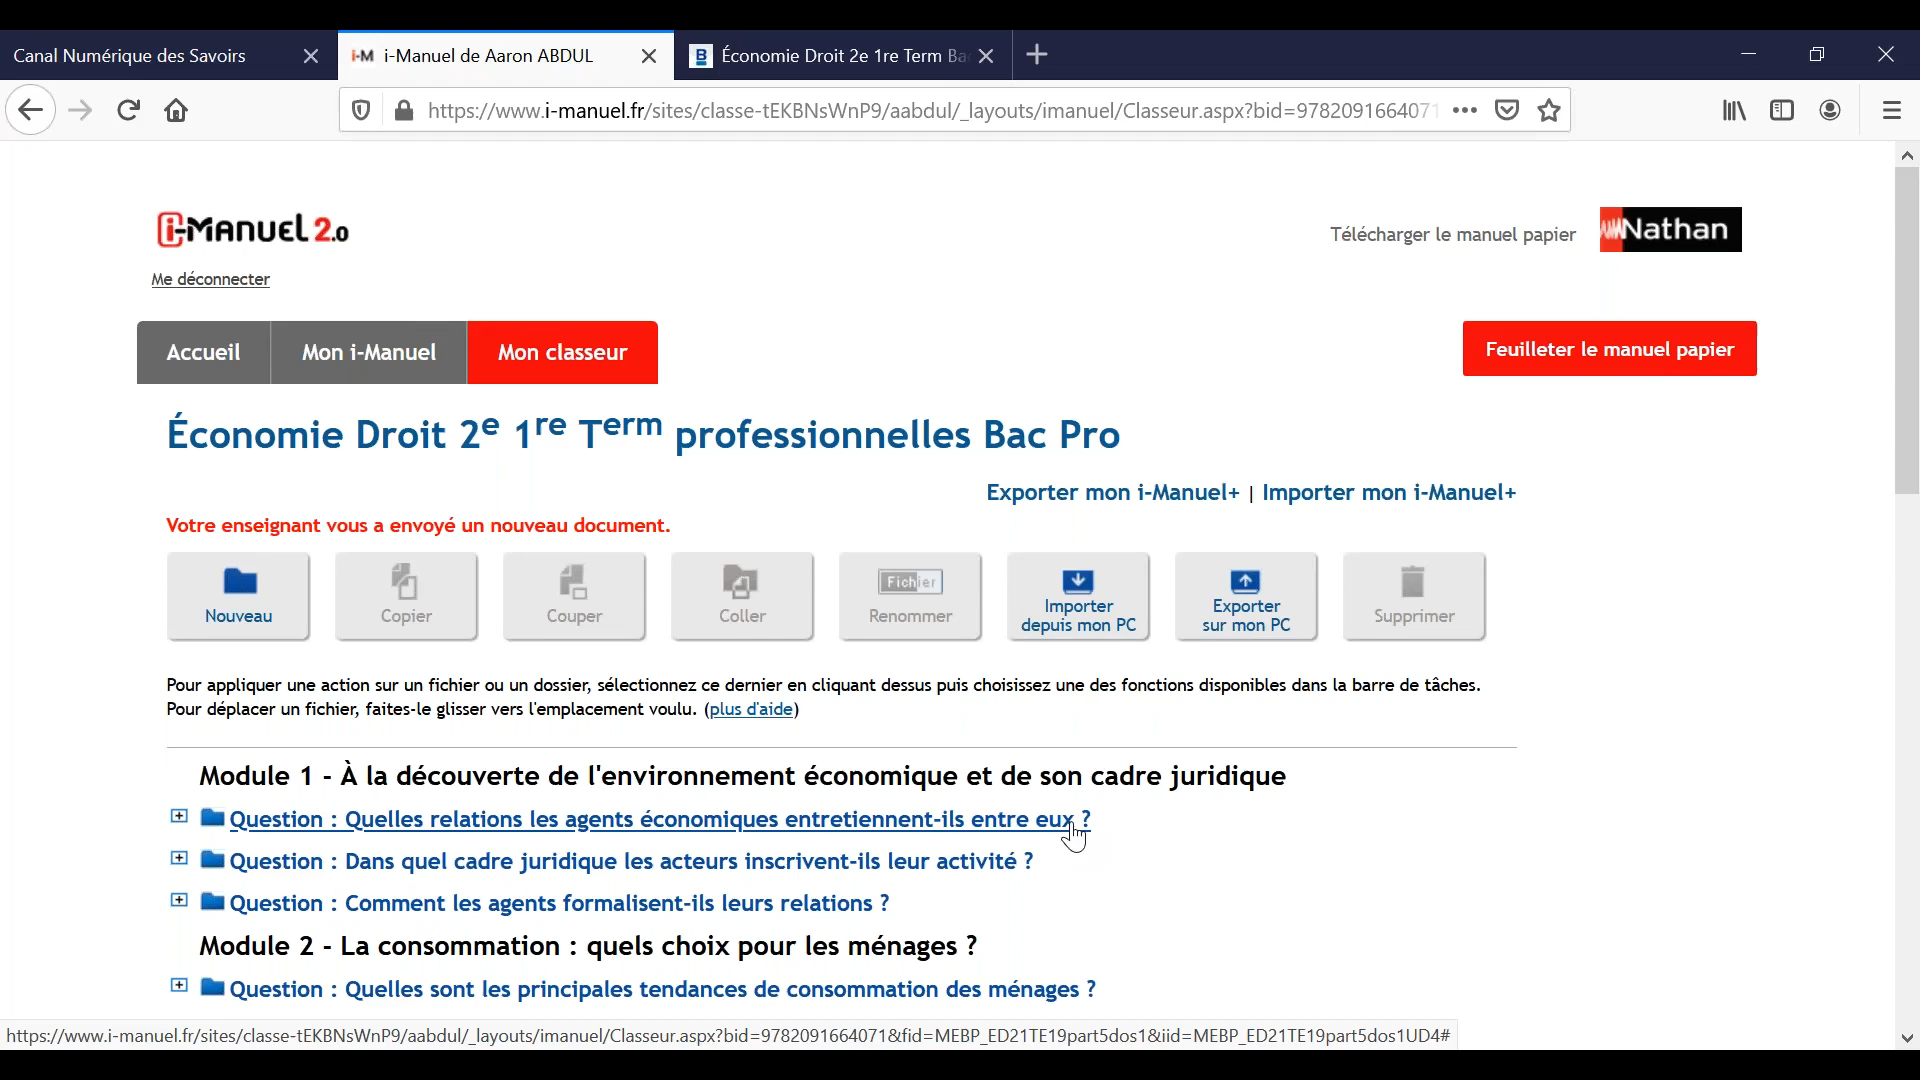 Canal Numérique des Savoirs
i-M i-Manuel de Aaron ABDUL
B Économie Droit 2e 1re Term Ba
https://www.i-manuel.fr/sites/classe-tEKBNsWnP9/aabdul/_layouts/imanuel/Classeur.aspx?bid=9782091664071
i-Manuel 2.0
Télécharger le manuel papier
Nathan
Me déconnecter
Accueil
Mon i-Manuel
Mon classeur
Feuilleter le manuel papier
Économie Droit 2e 1re Term professionnelles Bac Pro
Exporter mon i-Manuel+ | Importer mon i-Manuel+
Votre enseignant vous a envoyé un nouveau document.
Nouveau
Copier
Couper
Coller
Fichier
Renommer
Importer
depuis mon PC
Exporter
sur mon PC
Supprimer
Pour appliquer une action sur un fichier ou un dossier, sélectionnez ce dernier en cliquant dessus puis choisissez une des fonctions disponibles dans la barre de tâches.
Pour déplacer un fichier, faites-le glisser vers l'emplacement voulu. (plus d'aide)
Module 1 - À la découverte de l'environnement économique et de son cadre juridique
Question : Quelles relations les agents économiques entretiennent-ils entre eux ?
Question : Dans quel cadre juridique les acteurs inscrivent-ils leur activité ?
Question : Comment les agents formalisent-ils leurs relations ?
Module 2 - La consommation : quels choix pour les ménages ?
Question : Quelles sont les principales tendances de consommation des ménages ?
https://www.i-manuel.fr/sites/classe-tEKBNsWnP9/aabdul/_layouts/imanuel/Classeur.aspx?bid=9782091664071&fid=MEBP_ED21TE19part5dos1&iid=MEBP_ED21TE19part5dos1UD4#